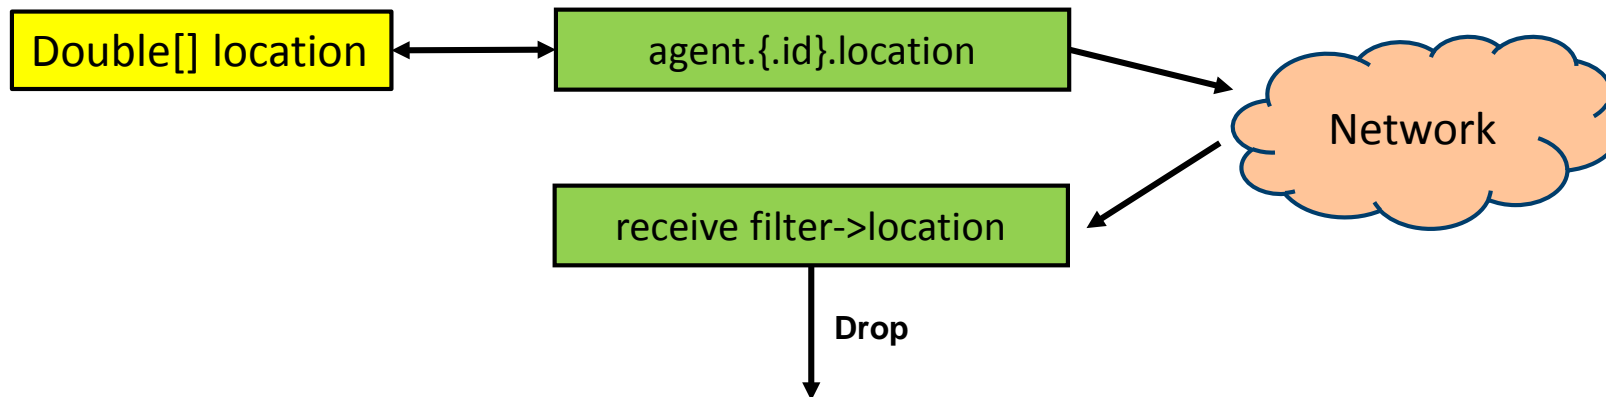 Double[] location
agent.{.id}.location
Network
receive filter->location
Drop